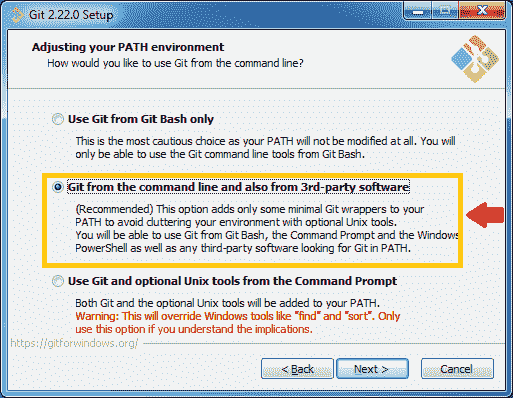 Git 2.22.0 Setup
Adjusting your PATH environment
How would you like to use Git from the command line?
Use Git from Git Bash only
This is the most cautious choice as your PATH will not be modified at all. You will
only be able to use the Git command line tools from Git Bash.
Git from the command line and also from 3rd-party software
(Recommended) This option adds only some minimal Git wrappers to your
PATH to avoid cluttering your environment with optional Unix tools.
You will be able to use Git from Git Bash, the Command Prompt and the Windows
PowerShell as well as any third-party software looking for Git in PATH.
Use Git and optional Unix tools from the Command Prompt
Both Git and the optional Unix tools will be added to your PATH.
Warning: This will override Windows tools like "find" and "sort". Only
use this option if you understand the implications.
https://gitforwindows.org/
< Back Next > Cancel